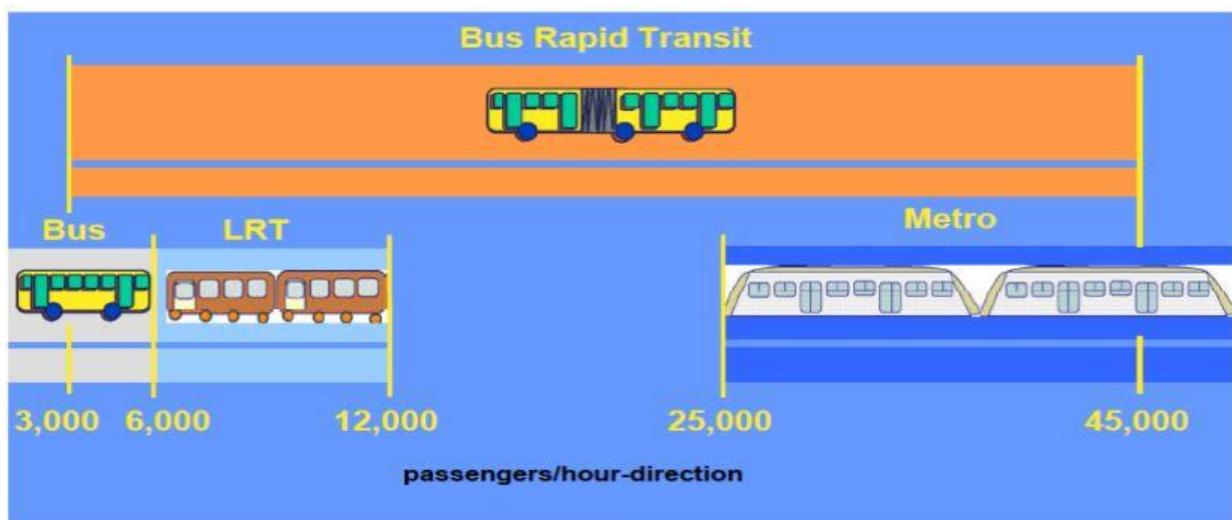 Bus Rapid Transit
Bus LRT Metro
3,000 6,000 12,000 25,000 45,000
passengers/hour-direction